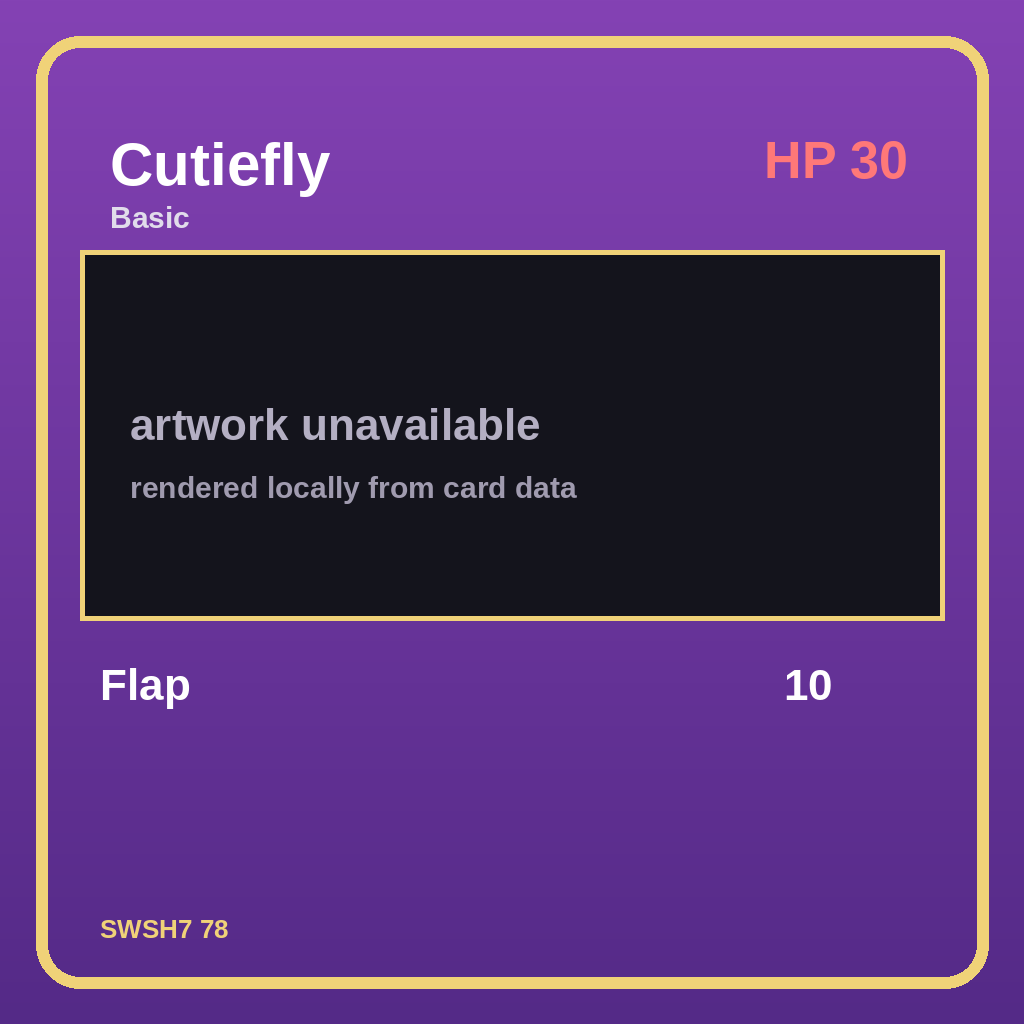 Cutiefly
HP 30
Basic
artwork unavailable
rendered locally from card data
Flap 10
SWSH7 78